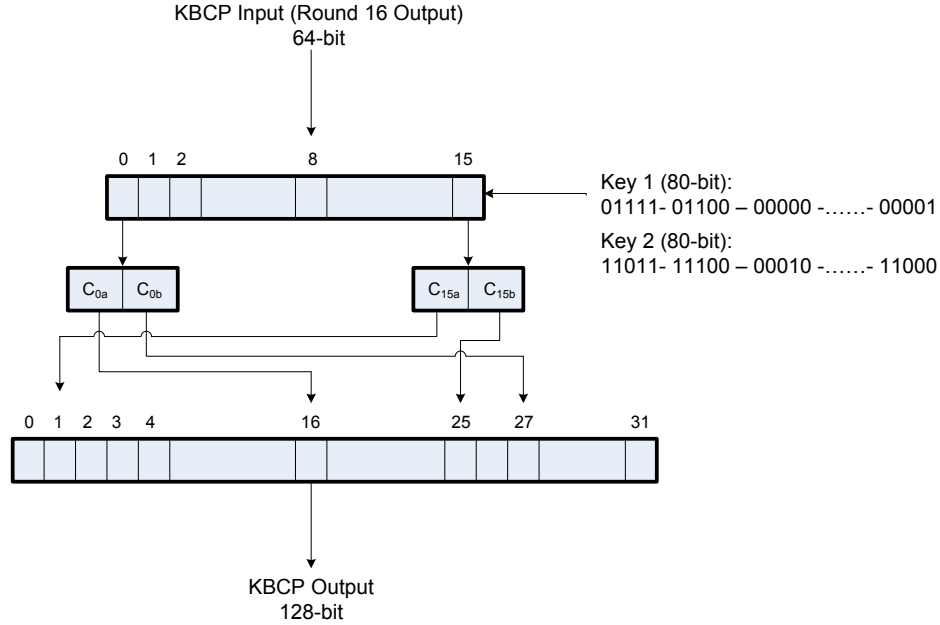 KBCP Input (Round 16 Output)
64-bit
0 1 2 8 15
Key 1 (80-bit):
01111- 01100 – 00000 -……- 00001
Key 2 (80-bit):
11011- 11100 – 00010 -……- 11000
C0a C0b C15a C15b
0 1 2 3 4 16 25 27 31
KBCP Output
128-bit